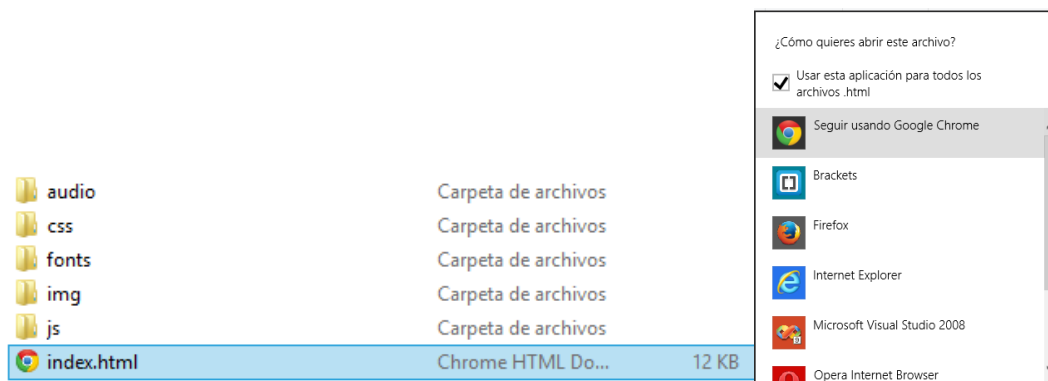 ¿Cómo quieres abrir este archivo?
Usar esta aplicación para todos los
archivos .html
Seguir usando Google Chrome
Brackets
Firefox
Internet Explorer
Microsoft Visual Studio 2008
Opera Internet Browser
audio Carpeta de archivos
css Carpeta de archivos
fonts Carpeta de archivos
img Carpeta de archivos
js Carpeta de archivos
index.html Chrome HTML Do... 12 KB